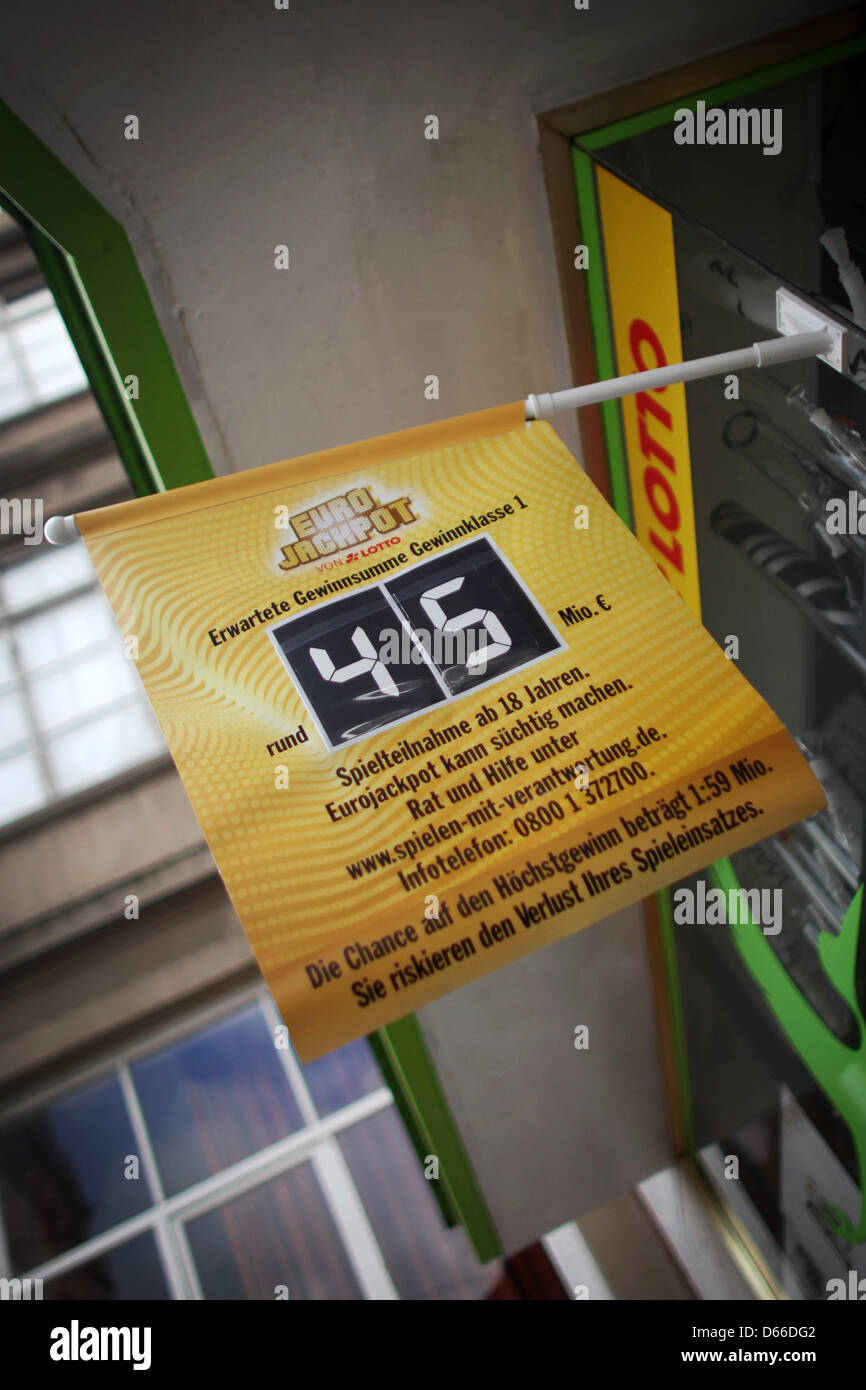 EURO
JACHPOT
VON LOTTO
Erwartete Gewinnsumme Gewinnklasse 1
rund 45 Mio. €
Spielteilnahme ab 18 Jahren.
Eurojackpot kann süchtig machen.
Rat und Hilfe unter
www.spielen-mit-verantwortung.de.
Infotelefon: 0800 1 372700.
Die Chance auf den Höchstgewinn beträgt 1:59 Mio.
Sie riskieren den Verlust Ihres Spieleinsatzes.
LOTTO
alamy
alamy
alamy
a
alamy stock photo
Image ID: D66DG2
www.alamy.com